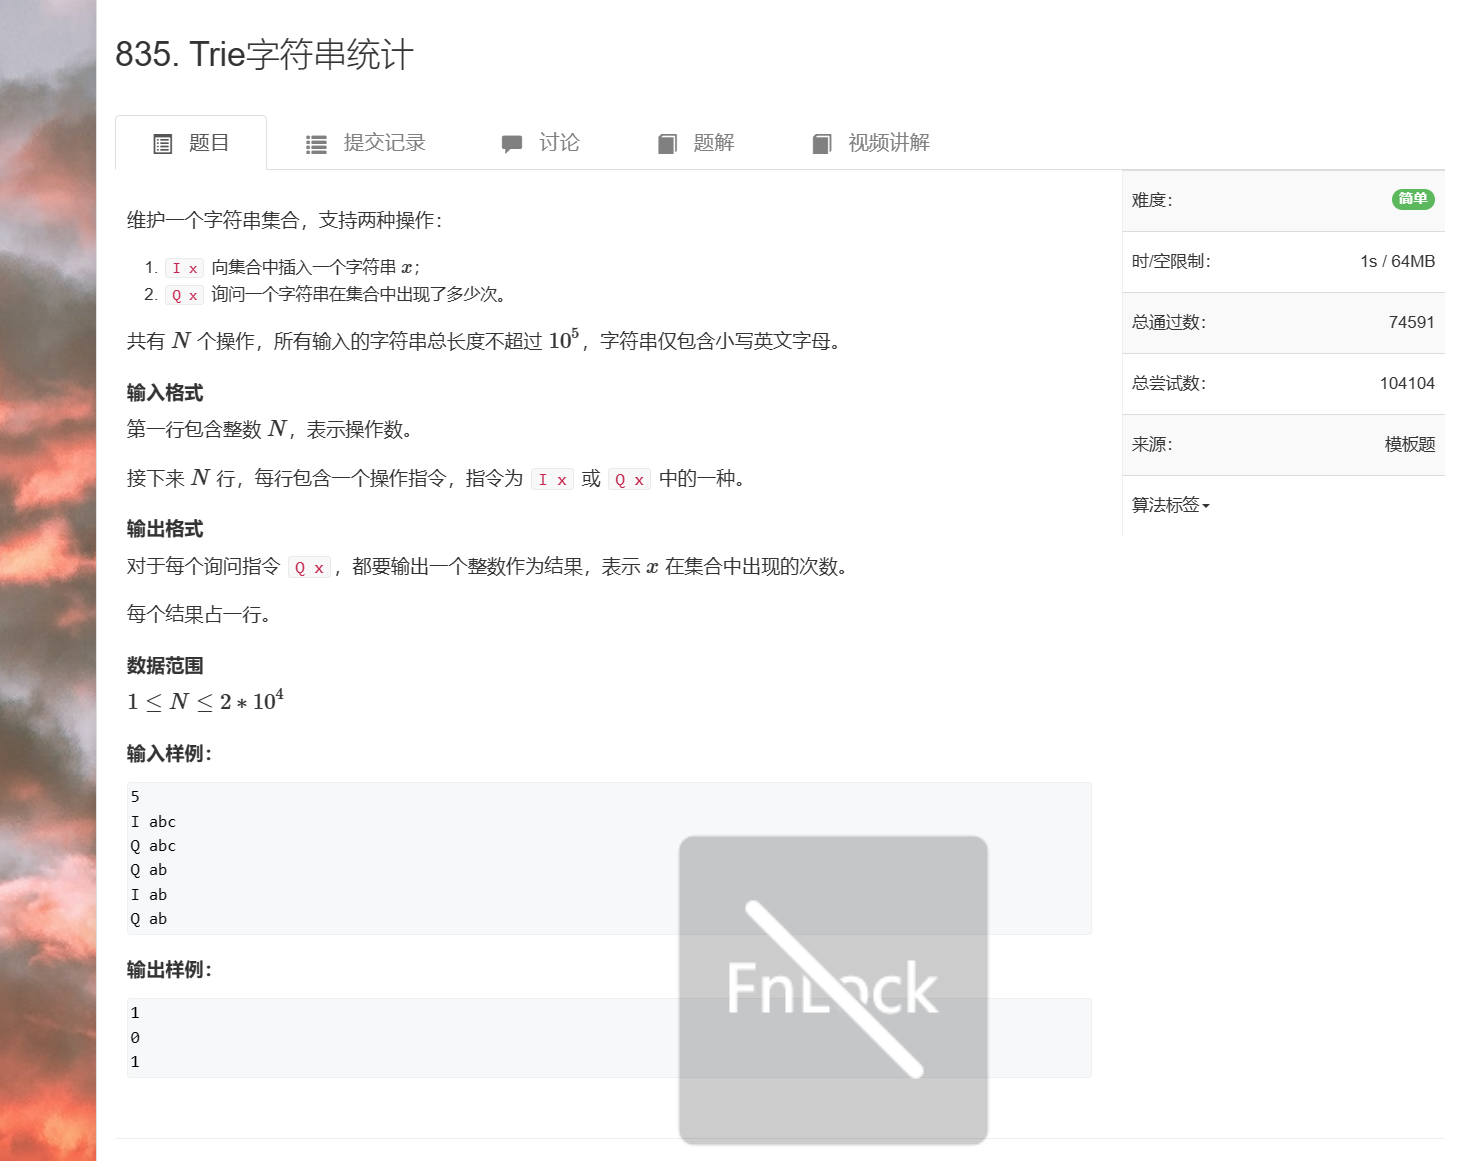 835. Trie字符串统计
题目 提交记录 讨论 题解 视频讲解
维护一个字符串集合，支持两种操作：
1. I x 向集合中插入一个字符串 x；
2. Q x 询问一个字符串在集合中出现了多少次。
共有 N 个操作，所有输入的字符串总长度不超过 10^5，字符串仅包含小写英文字母。
输入格式
第一行包含整数 N，表示操作数。
接下来 N 行，每行包含一个操作指令，指令为 I x 或 Q x 中的一种。
输出格式
对于每个询问指令 Q x，都要输出一个整数作为结果，表示 x 在集合中出现的次数。
每个结果占一行。
数据范围
1 ≤ N ≤ 2 * 10^4
输入样例：
5
I abc
Q abc
Q ab
I ab
Q ab
输出样例：
1
0
1
难度： 简单
时/空限制： 1s / 64MB
总通过数： 74591
总尝试数： 104104
来源： 模板题
算法标签
FnLock